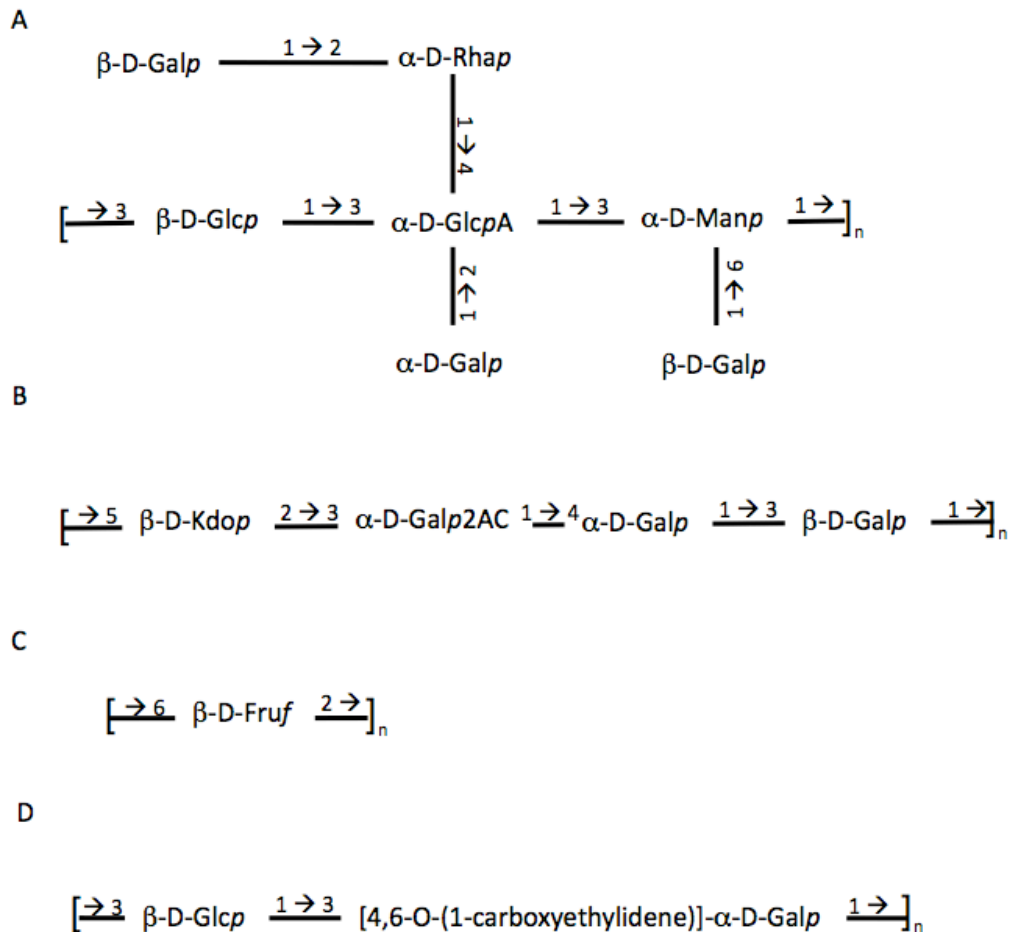 A
β-D-Galp 1 → 2 α-D-Rhap
1 → 4
[ → 3 β-D-Glcp 1 → 3 α-D-GlcpA 1 → 3 α-D-Manp 1 → ]n
1 → 2 1 → 6
α-D-Galp β-D-Galp
B
[ → 5 β-D-Kdop 2 → 3 α-D-Galp2AC 1 → 4 α-D-Galp 1 → 3 β-D-Galp 1 → ]n
C
[ → 6 β-D-Fruf 2 → ]n
D
[ → 3 β-D-Glcp 1 → 3 [4,6-O-(1-carboxyethylidene)]-α-D-Galp 1 → ]n